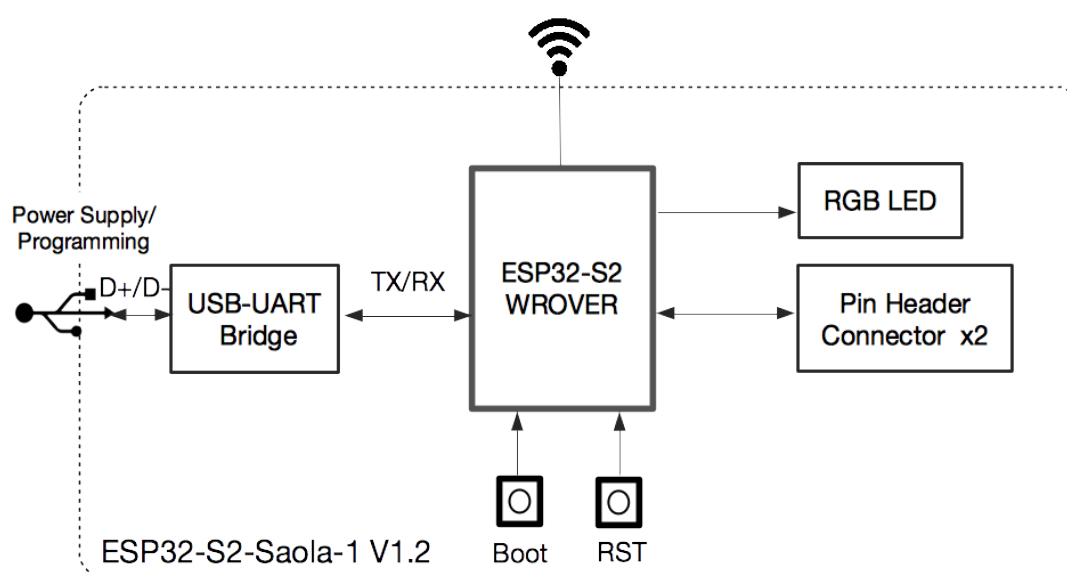 Power Supply/
Programming
D+/D-
USB-UART
Bridge
TX/RX
ESP32-S2
WROVER
RGB LED
Pin Header
Connector x2
Boot
RST
ESP32-S2-Saola-1 V1.2